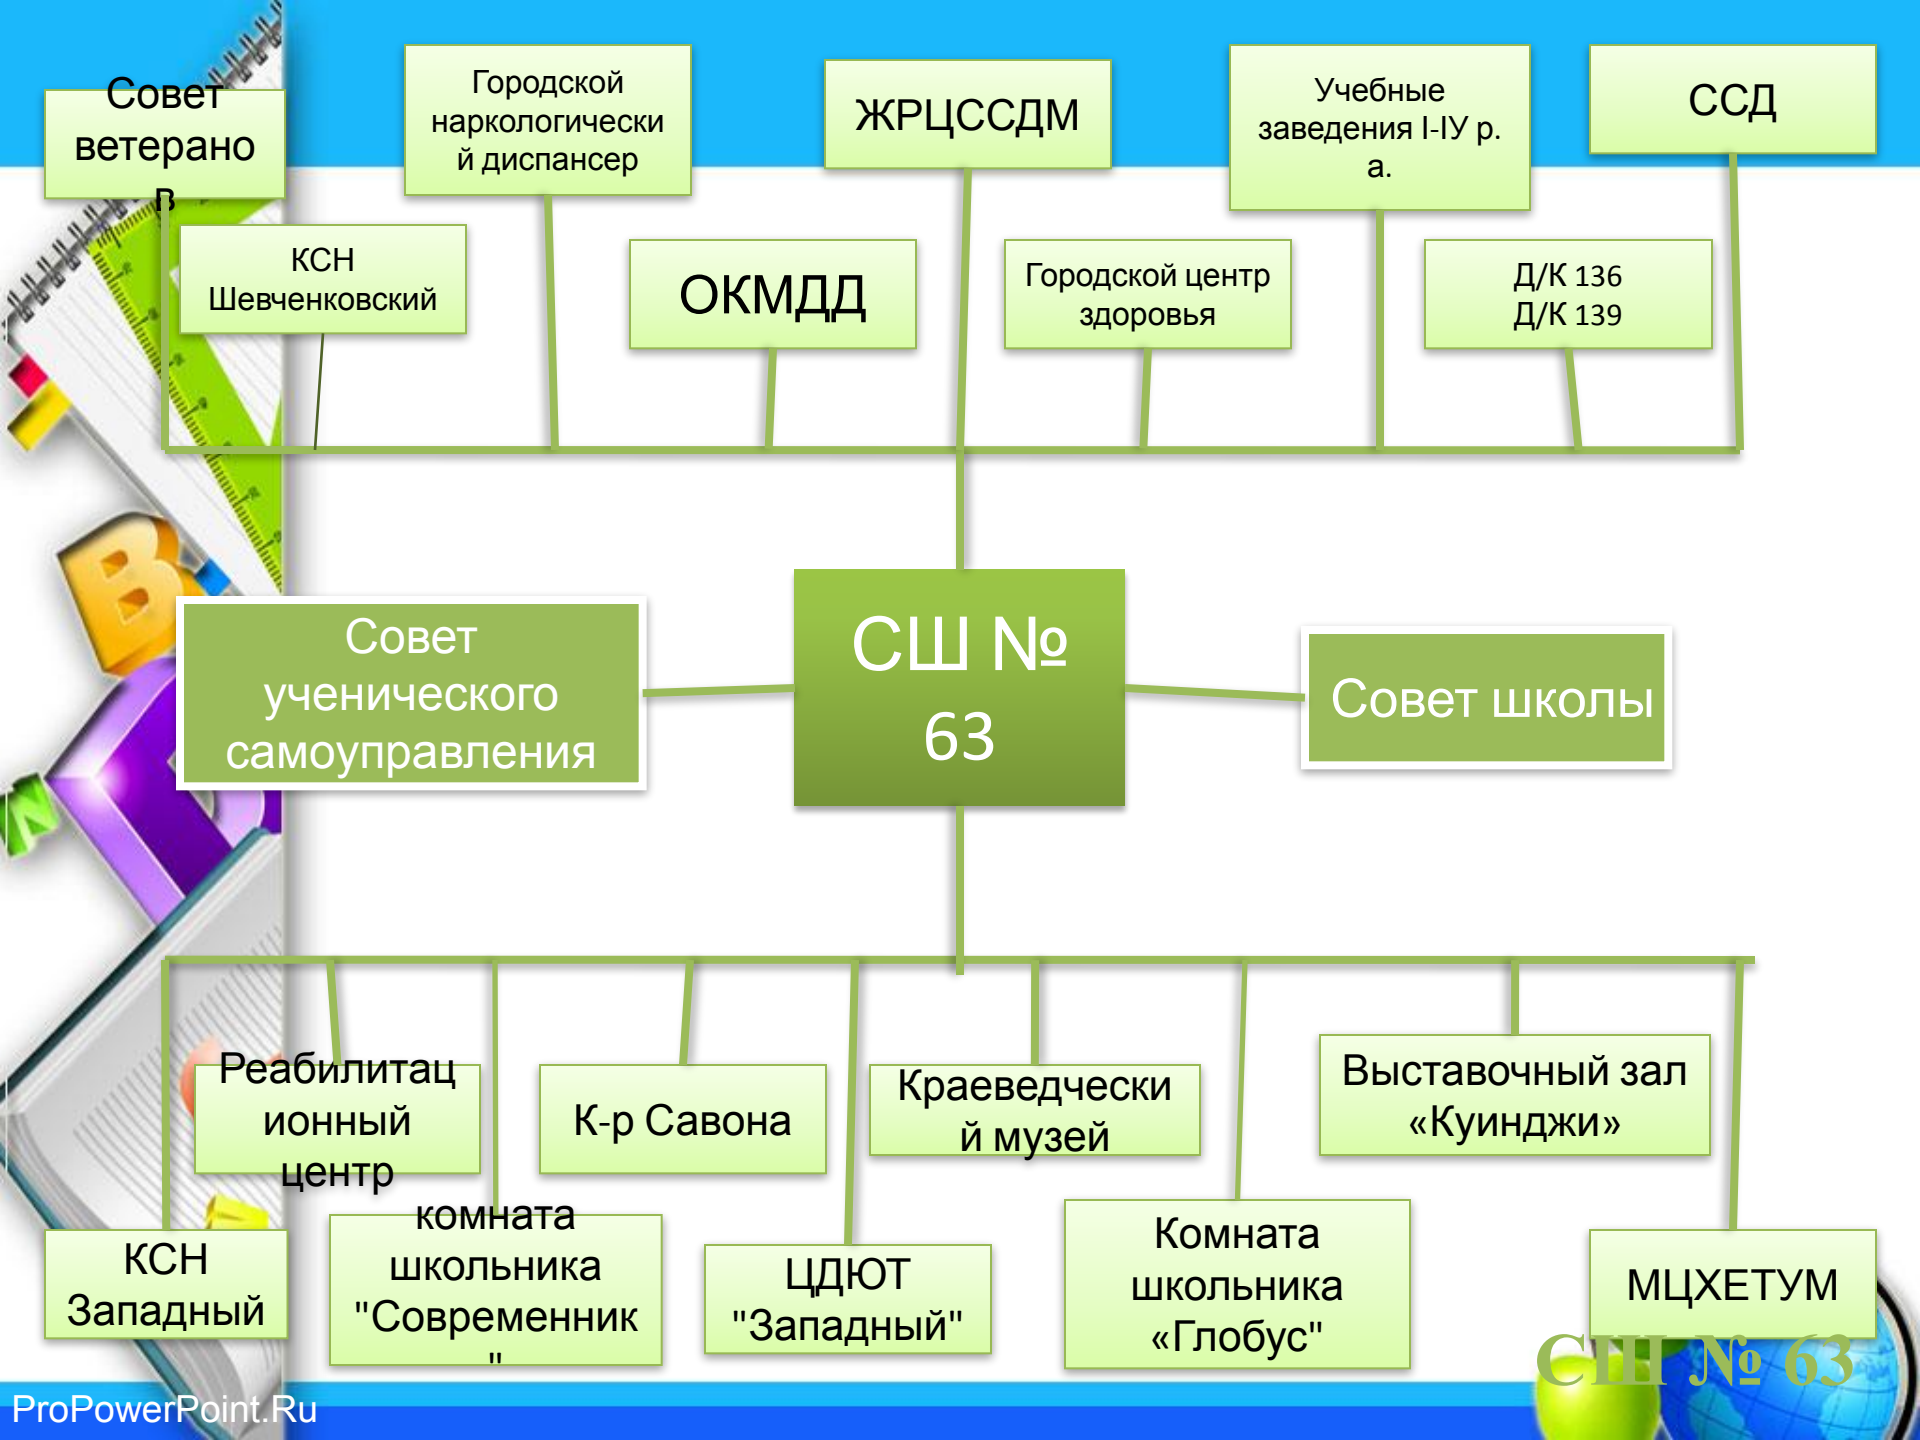 Совет
ветерано
в
Городской
наркологически
й диспансер
ЖРЦССДМ
Учебные
заведения І-ІУ р.
а.
ССД
КСН
Шевченковский
ОКМДД
Городской центр
здоровья
Д/К 136
Д/К 139
Совет
ученического
самоуправления
СШ №
63
Совет школы
Реабилитац
ионный
центр
К-р Савона
Краеведчески
й музей
Выставочный зал
«Куинджи»
КСН
Западный
комната
школьника
"Современник
"
ЦДЮТ
"Западный"
Комната
школьника
«Глобус"
МЦХЕТУМ
СШ № 63
ProPowerPoint.Ru